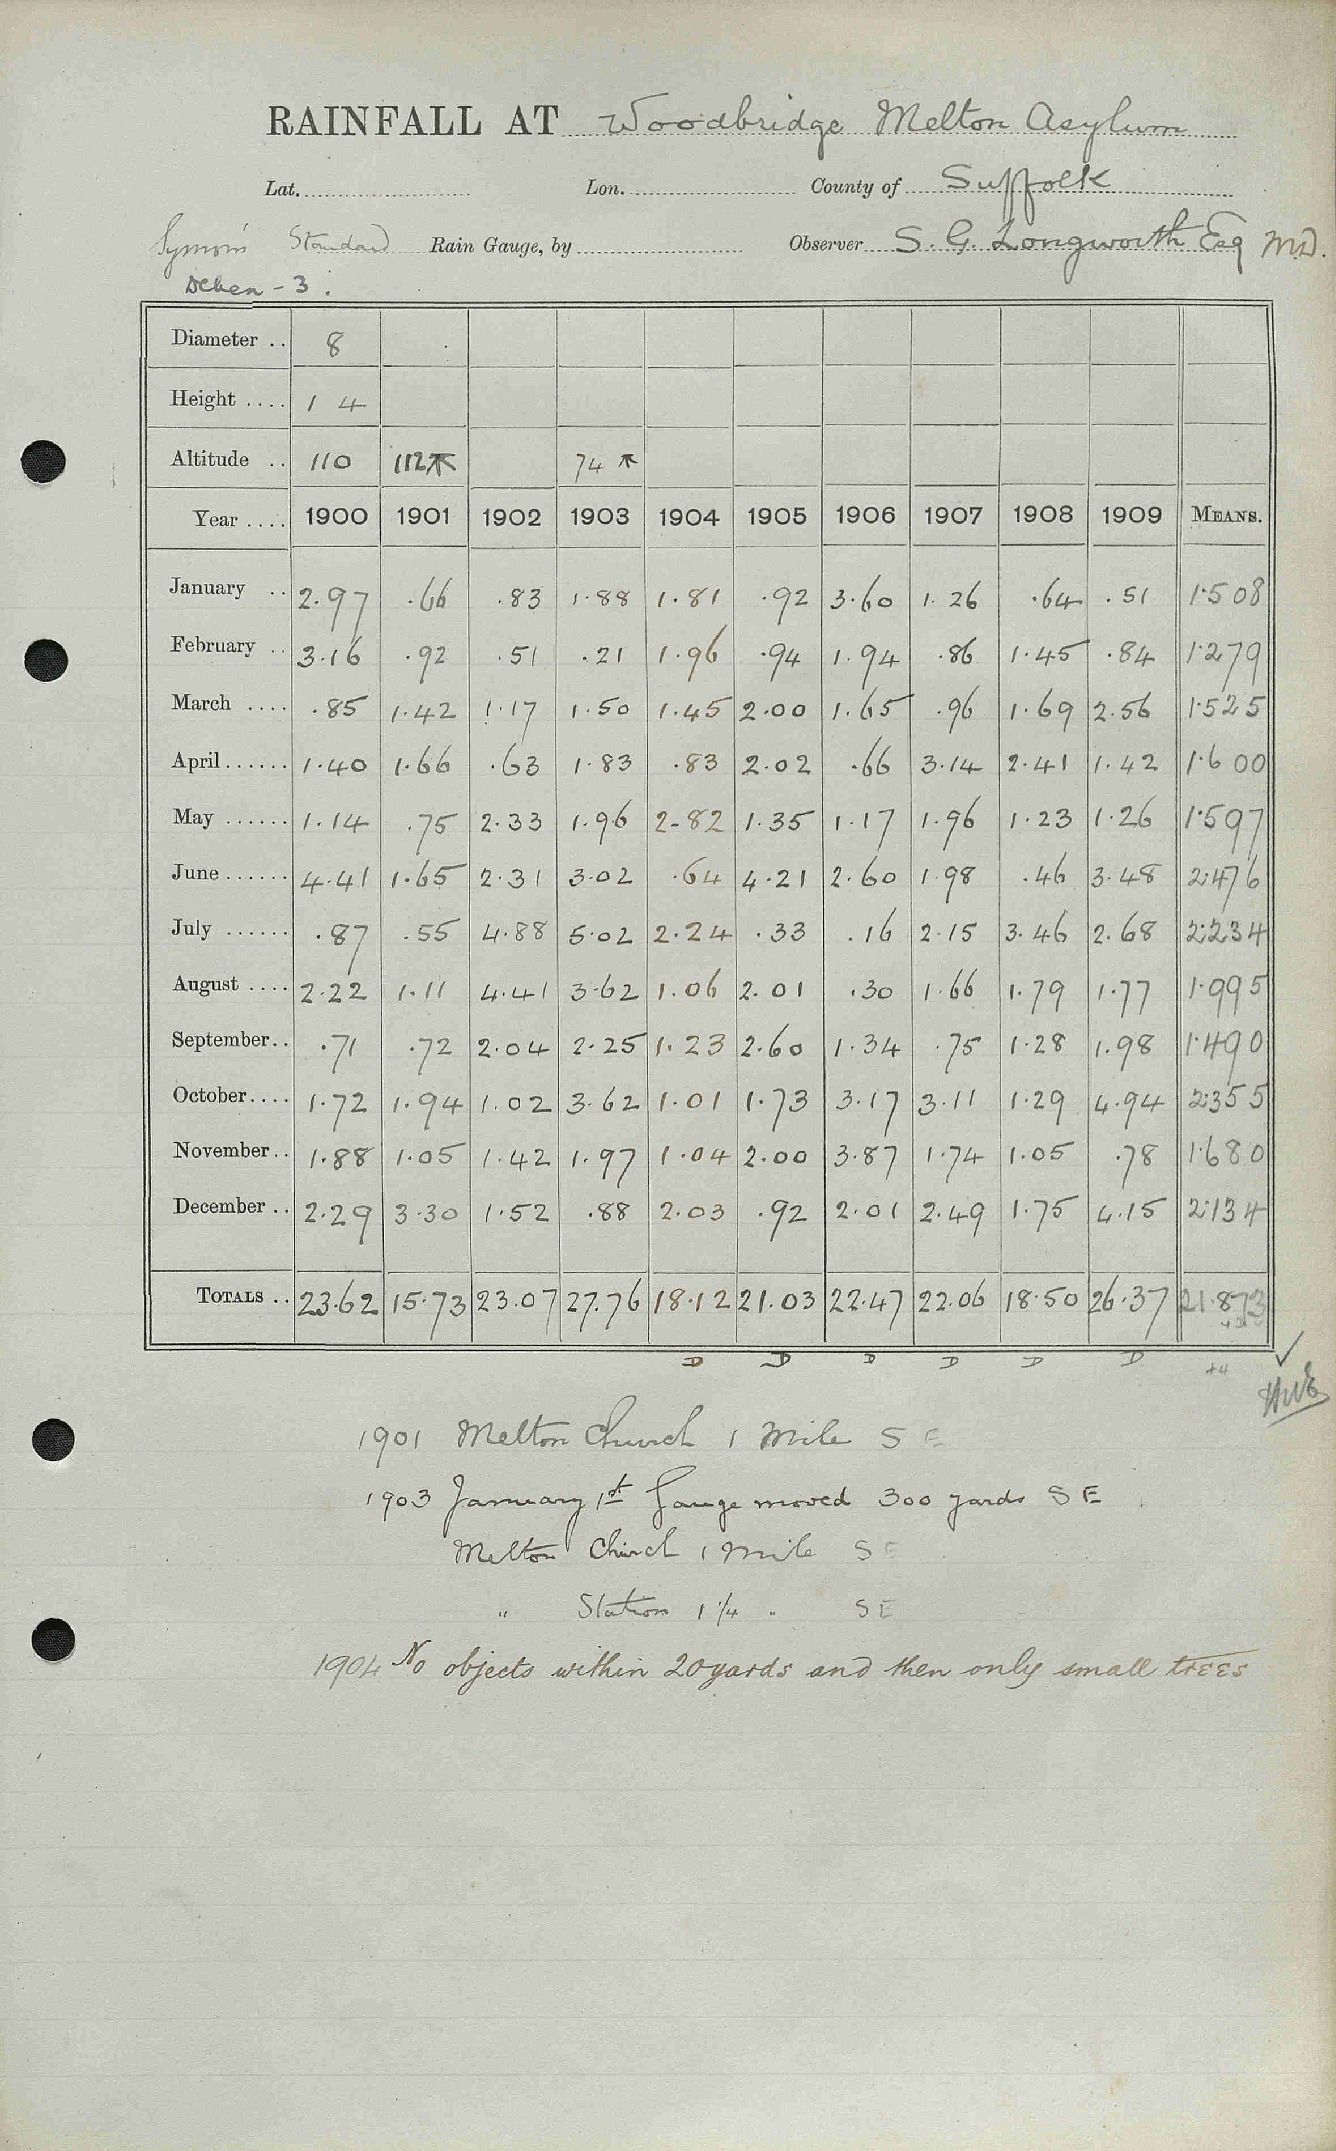 RAINFALL AT Woodbridge Melton Asylum
Lat. Lon. County of Suffolk
Symon's Standard Rain Gauge, by Observer S. G. Longworth Esq M.D.
Deben - 3.
Diameter .. 8
Height .... 1 4
Altitude .. 110 112 74
Year .... 1900 1901 1902 1903 1904 1905 1906 1907 1908 1909 MEANS.
January .. 2.97 .66 .83 1.88 1.81 .92 3.60 1.26 .64 .51 1.508
February .. 3.16 .92 .51 .21 1.96 .94 1.94 .86 1.45 .84 1.279
March .... .85 1.42 1.17 1.50 1.45 2.00 1.65 .96 1.69 2.56 1.525
April...... 1.40 1.66 .63 1.83 .83 2.02 .66 3.14 2.41 1.42 1.600
May ...... 1.14 .75 2.33 1.96 2.82 1.35 1.17 1.96 1.23 1.26 1.597
June...... 4.41 1.65 2.31 3.02 .64 4.21 2.60 1.98 .46 3.48 2.476
July ...... .87 .55 4.88 5.02 2.24 .33 .16 2.15 3.46 2.68 2.234
August .... 2.22 1.11 4.41 3.62 1.06 2.01 .30 1.66 1.79 1.77 1.995
September.. .71 .72 2.04 2.25 1.23 2.60 1.34 .75 1.28 1.98 1.490
October.... 1.72 1.94 1.02 3.62 1.01 1.73 3.17 3.11 1.29 4.94 2.355
November.. 1.88 1.05 1.42 1.97 1.04 2.00 3.87 1.74 1.05 .78 1.680
December .. 2.29 3.30 1.52 .88 2.03 .92 2.01 2.49 1.75 4.15 2.134
TOTALS .. 23.62 15.73 23.07 27.76 18.12 21.03 22.47 22.06 18.50 26.37 21.873
D D D D D D +4
1901 Melton Church 1 Mile S E
1903 January 1st Gauge moved 300 yards S E
Melton Church 1 Mile S E
" Station 1 1/4 " S E
1904 No objects within 20 yards and then only small trees